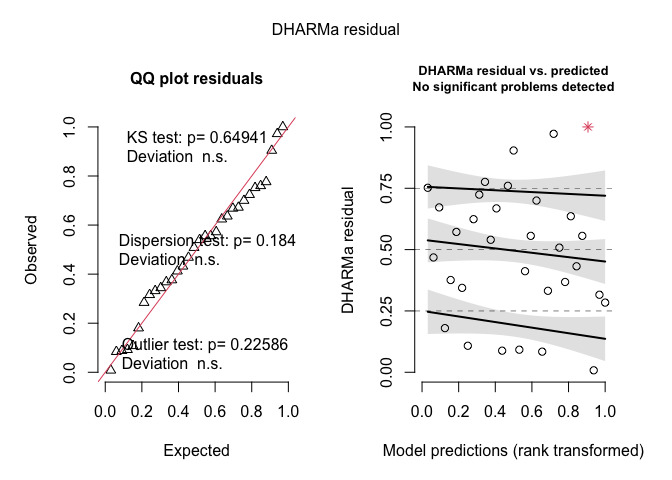 DHARMa residual
QQ plot residuals
KS test: p= 0.64941
Deviation n.s.
Dispersion test: p= 0.184
Deviation n.s.
Outlier test: p= 0.22586
Deviation n.s.
Observed
0.0 0.2 0.4 0.6 0.8 1.0
0.0 0.2 0.4 0.6 0.8 1.0
Expected
DHARMa residual vs. predicted
No significant problems detected
DHARMa residual
0.00 0.25 0.50 0.75 1.00
0.0 0.2 0.4 0.6 0.8 1.0
Model predictions (rank transformed)